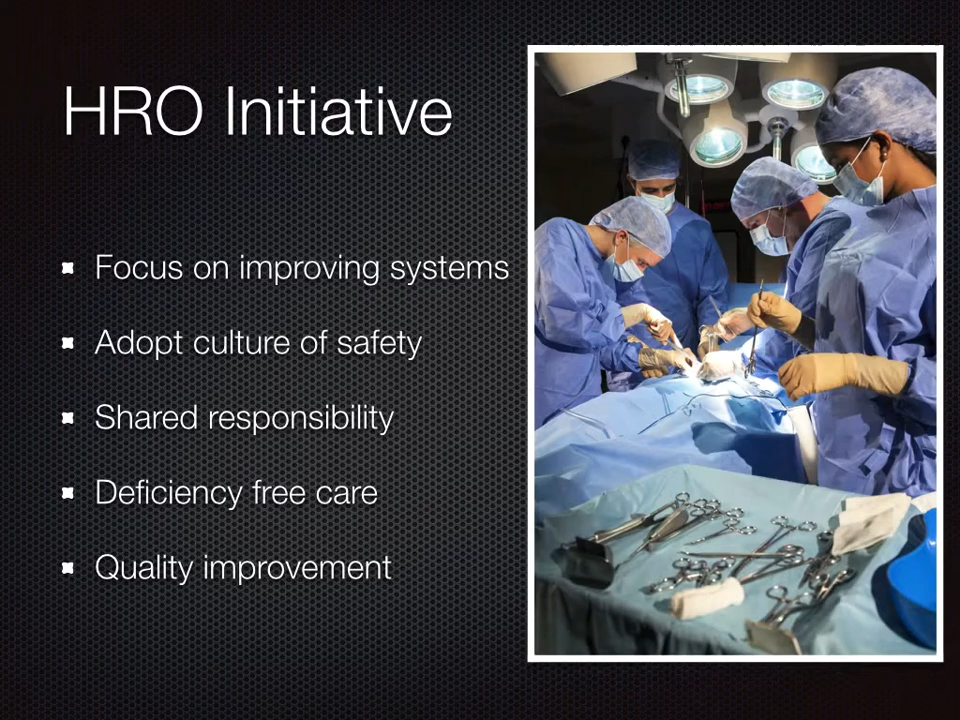 HRO Initiative
Focus on improving systems
Adopt culture of safety
Shared responsibility
Deficiency free care
Quality improvement